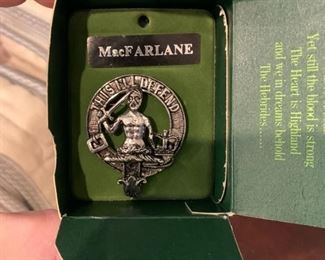 MacFARLANE
THIS I'LL DEFEND
Yet still the blood is strong
The Heart is Highland
and we in dreams behold
The Hebrides......